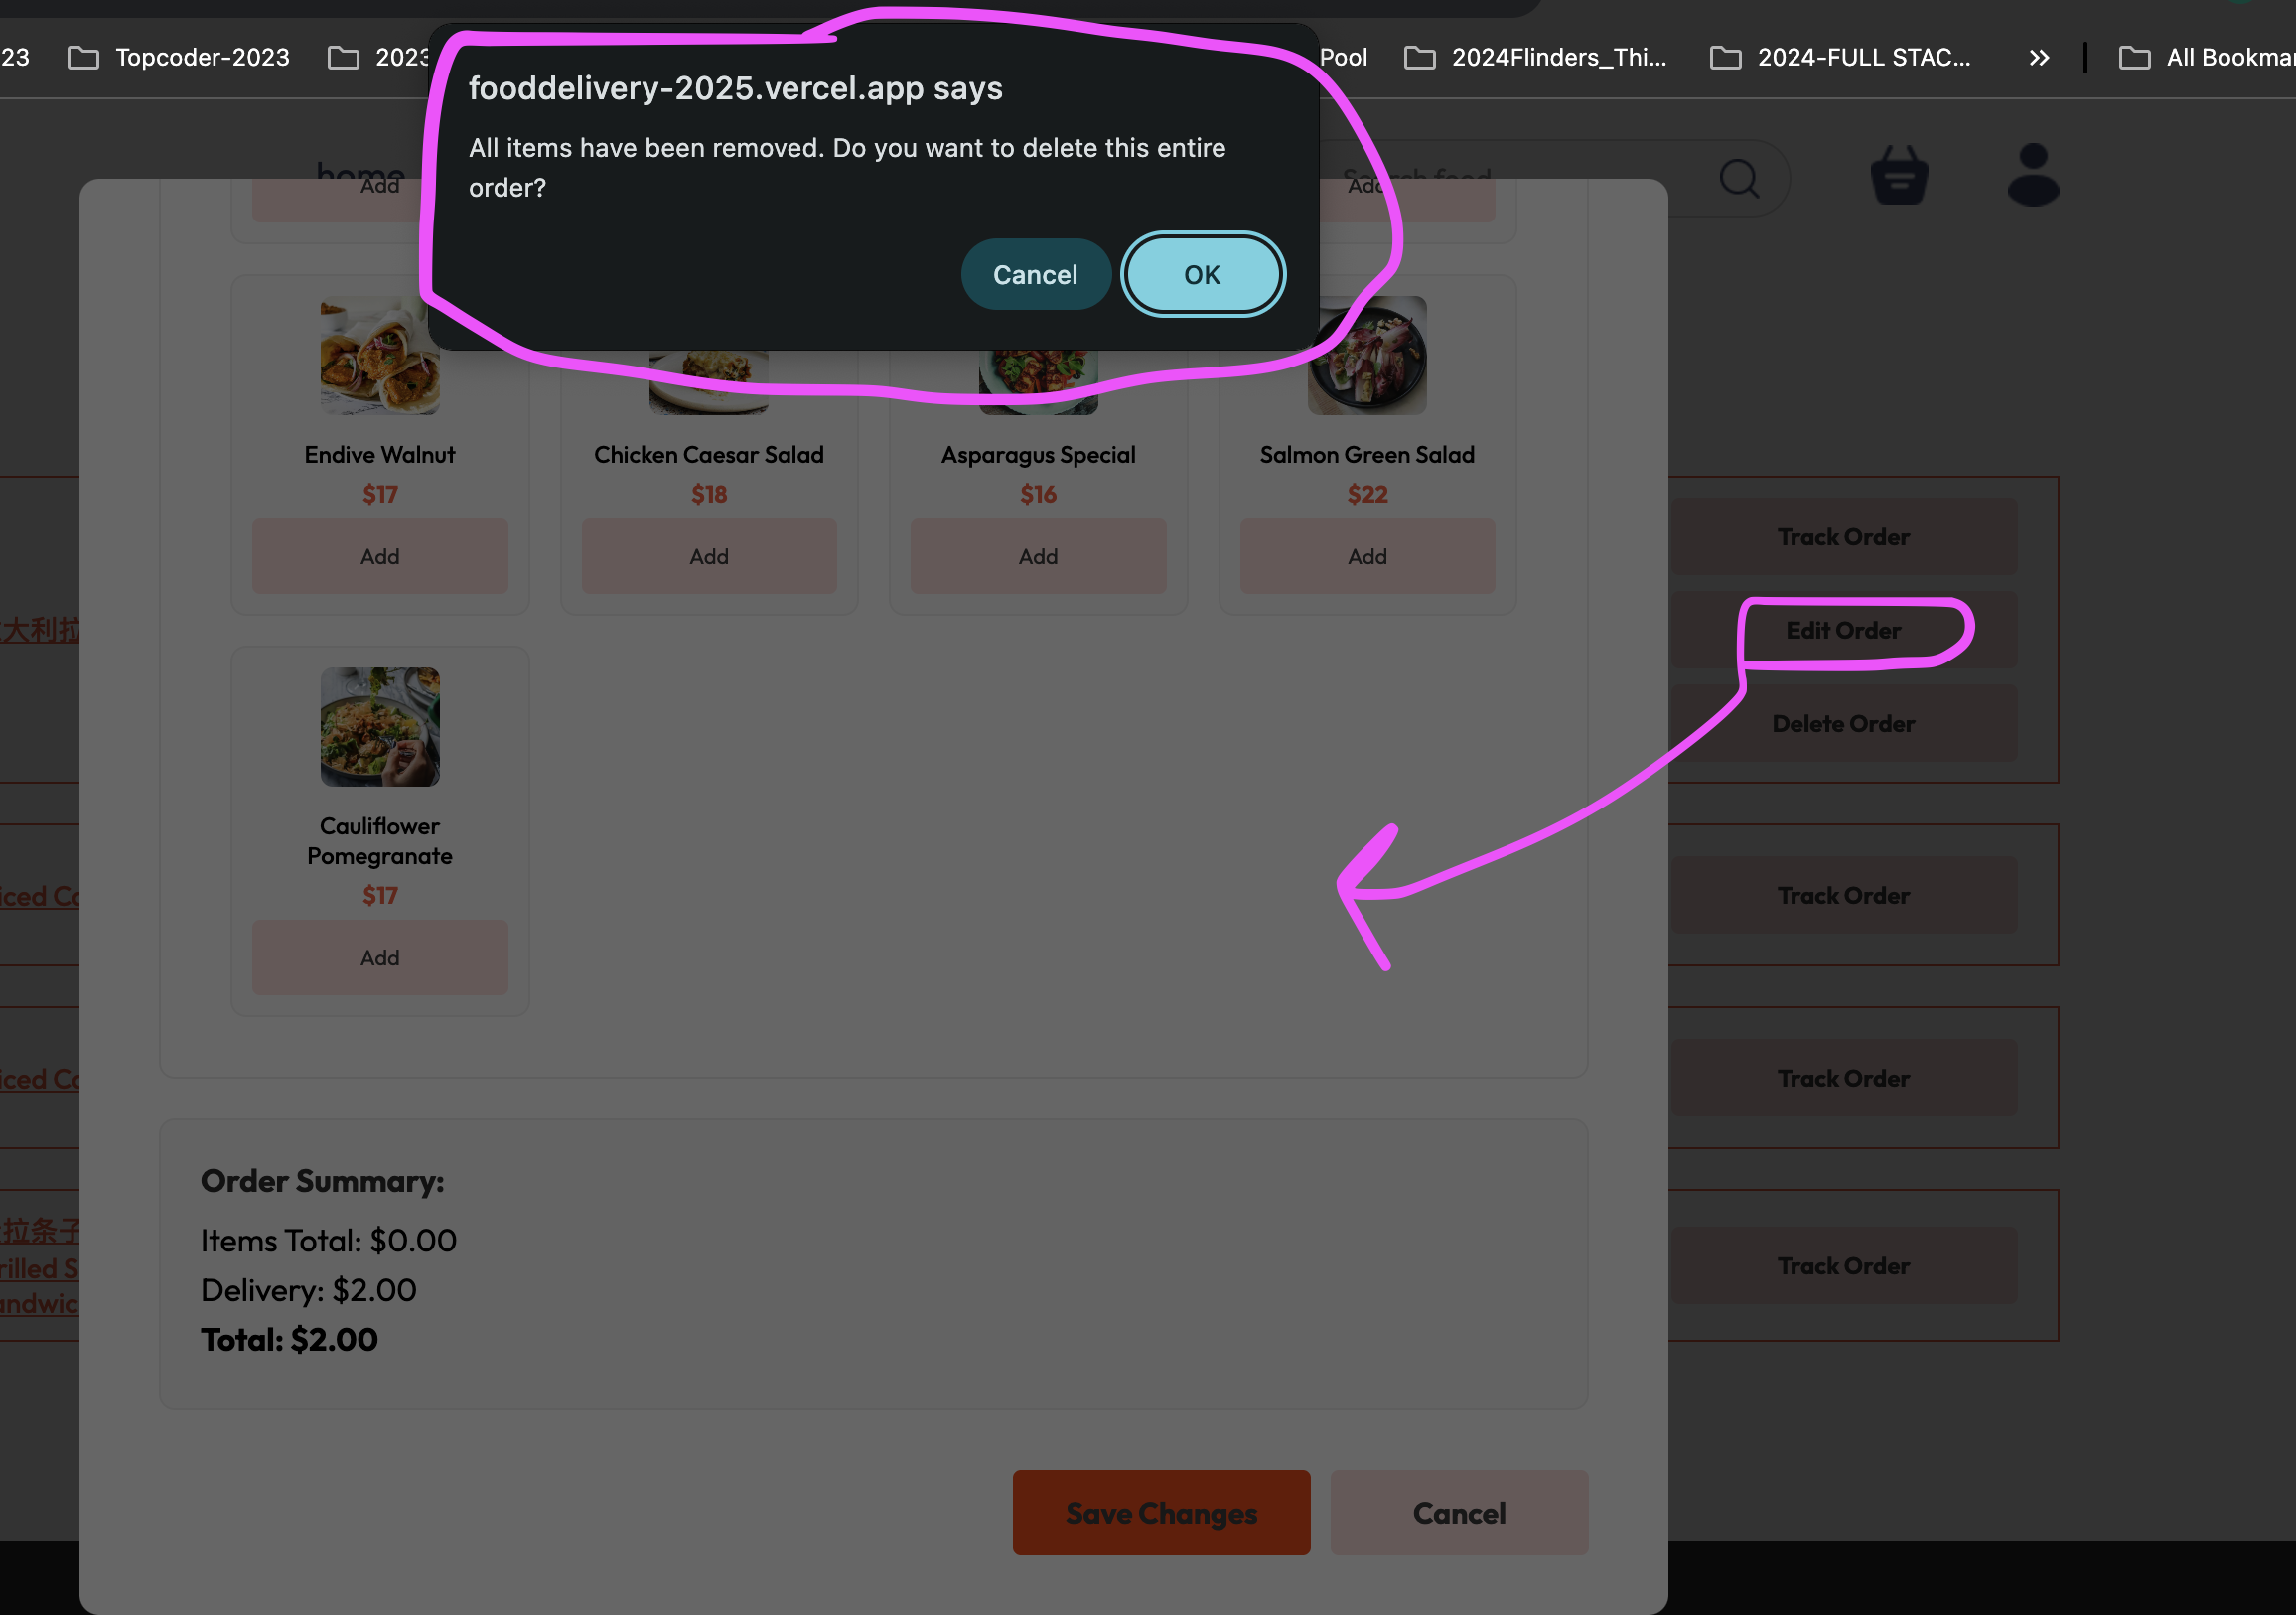 23
Topcoder-2023
2023
Pool
2024Flinders_Thi...
2024-FULL STAC...
»
All Bookmar
fooddelivery-2025.vercel.app says
All items have been removed. Do you want to delete this entire
order?
Cancel
OK
home
Search food
Add
Add
Endive Walnut
$17
Add
Chicken Caesar Salad
$18
Add
Asparagus Special
$16
Add
Salmon Green Salad
$22
Add
Cauliflower
Pomegranate
$17
Add
Track Order
Edit Order
Delete Order
大利拉
iced Co
Track Order
iced Co
Track Order
拉条子
rilled S
andwic
Track Order
Order Summary:
Items Total: $0.00
Delivery: $2.00
Total: $2.00
Save Changes
Cancel